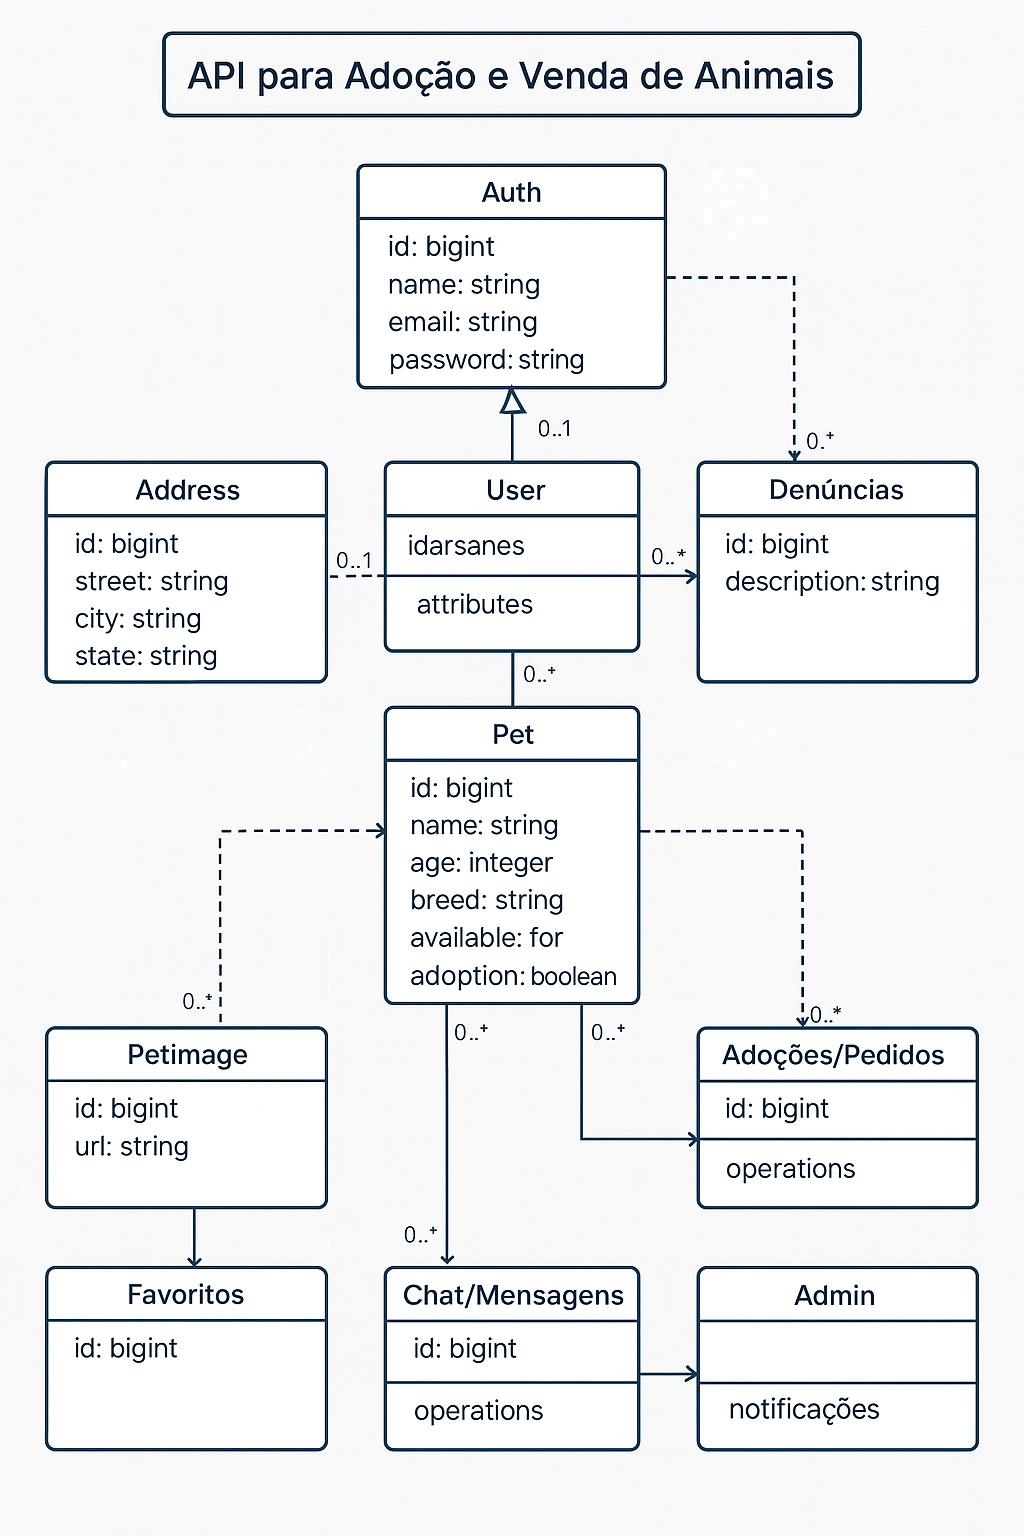 API para Adoção e Venda de Animais
Auth
id: bigint
name: string
email: string
password: string
0..1
0.⁺
Address
id: bigint
street: string
city: string
state: string
0..1
User
idarsanes
attributes
0..*
Denúncias
id: bigint
description: string
0..⁺
Pet
id: bigint
name: string
age: integer
breed: string
available: for
adoption: boolean
0..⁺
0..⁺
0..⁺
0..*
Petimage
id: bigint
url: string
Adoções/Pedidos
id: bigint
operations
0..⁺
Favoritos
id: bigint
Chat/Mensagens
id: bigint
operations
Admin
notificações